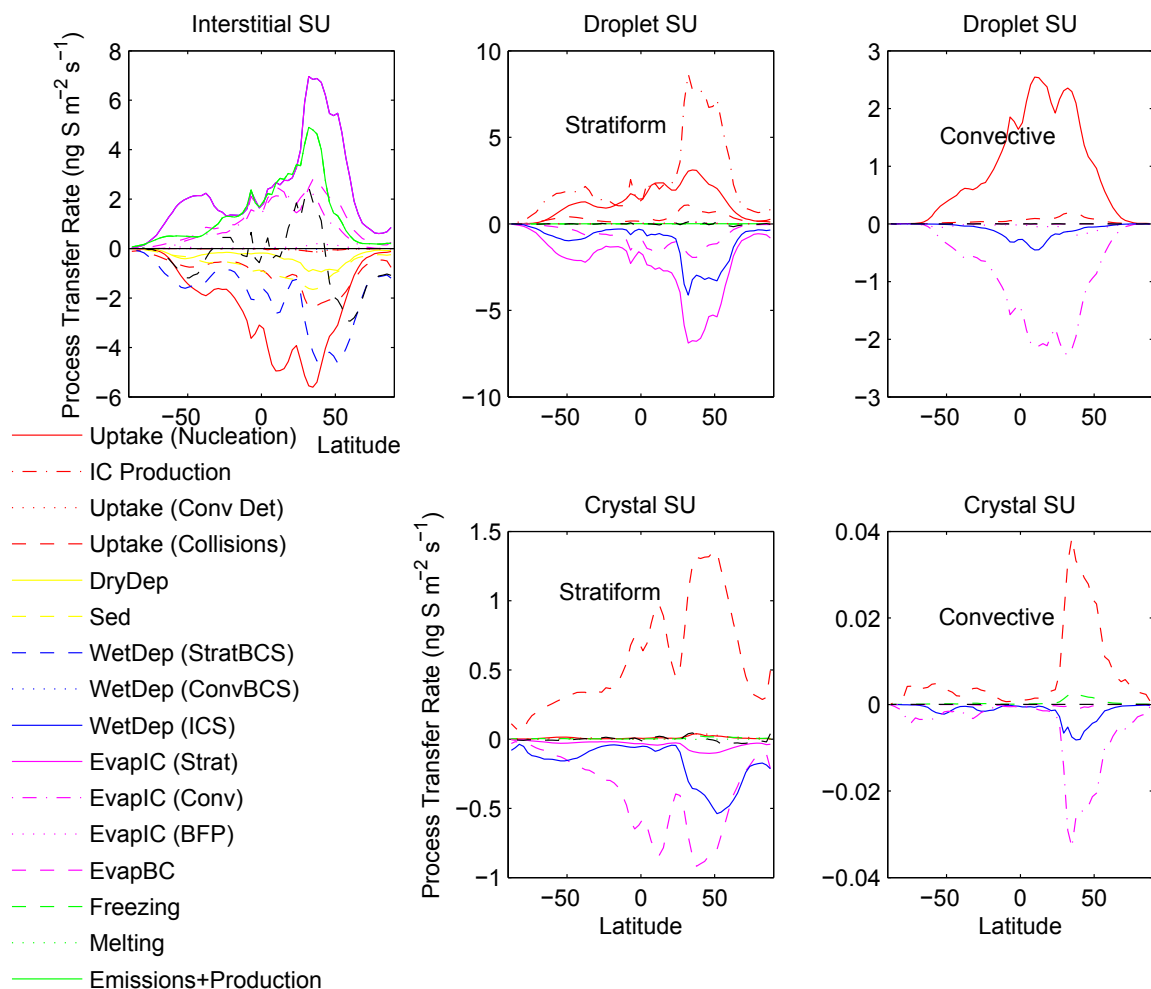 Interstitial SU
Droplet SU
Droplet SU
Process Transfer Rate (ng S m−2 s−1)
8
6
4
2
0
−2
−4
−6
−50
0
50
Latitude
10
5
0
−5
−10
−50
0
50
Stratiform
3
2
1
0
−1
−2
−3
−50
0
50
Convective
Uptake (Nucleation)
IC Production
Uptake (Conv Det)
Uptake (Collisions)
DryDep
Sed
WetDep (StratBCS)
WetDep (ConvBCS)
WetDep (ICS)
EvapIC (Strat)
EvapIC (Conv)
EvapIC (BFP)
EvapBC
Freezing
Melting
Emissions+Production
Crystal SU
Crystal SU
Process Transfer Rate (ng S m−2 s−1)
1.5
1
0.5
0
−0.5
−1
−50
0
50
Latitude
Stratiform
0.04
0.02
0
−0.02
−0.04
−50
0
50
Latitude
Convective